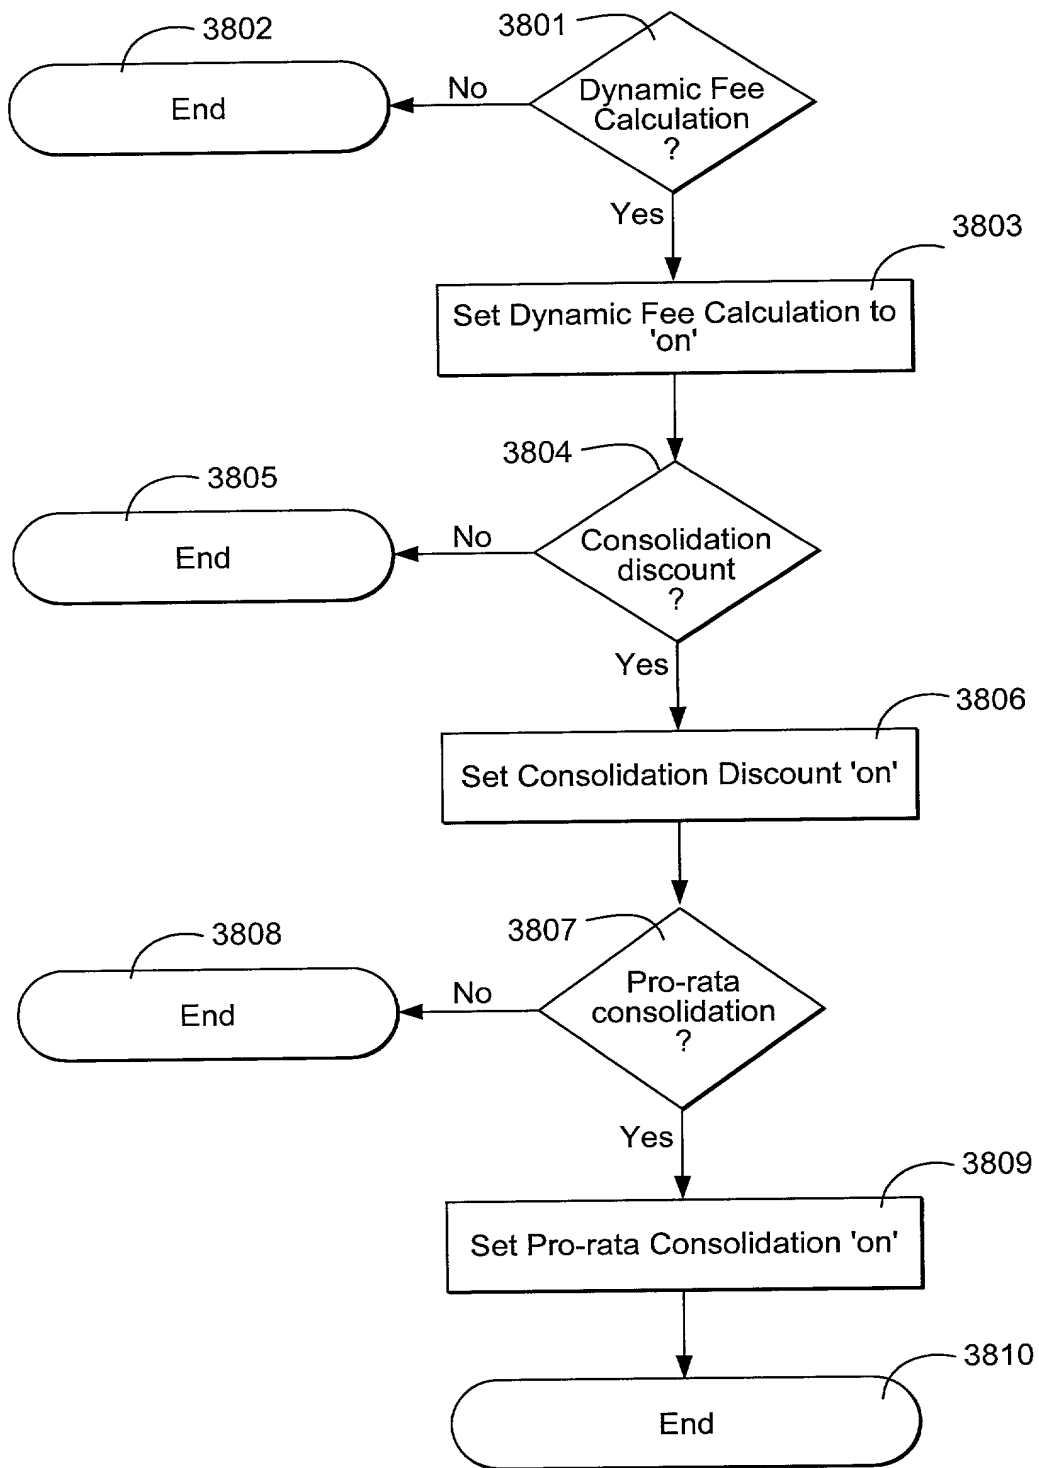 3802
3801
End
No
Dynamic Fee
Calculation
?
Yes
3803
Set Dynamic Fee Calculation to
'on'
3804
3805
End
No
Consolidation
discount
?
Yes
3806
Set Consolidation Discount 'on'
3807
3808
End
No
Pro-rata
consolidation
?
Yes
3809
Set Pro-rata Consolidation 'on'
3810
End